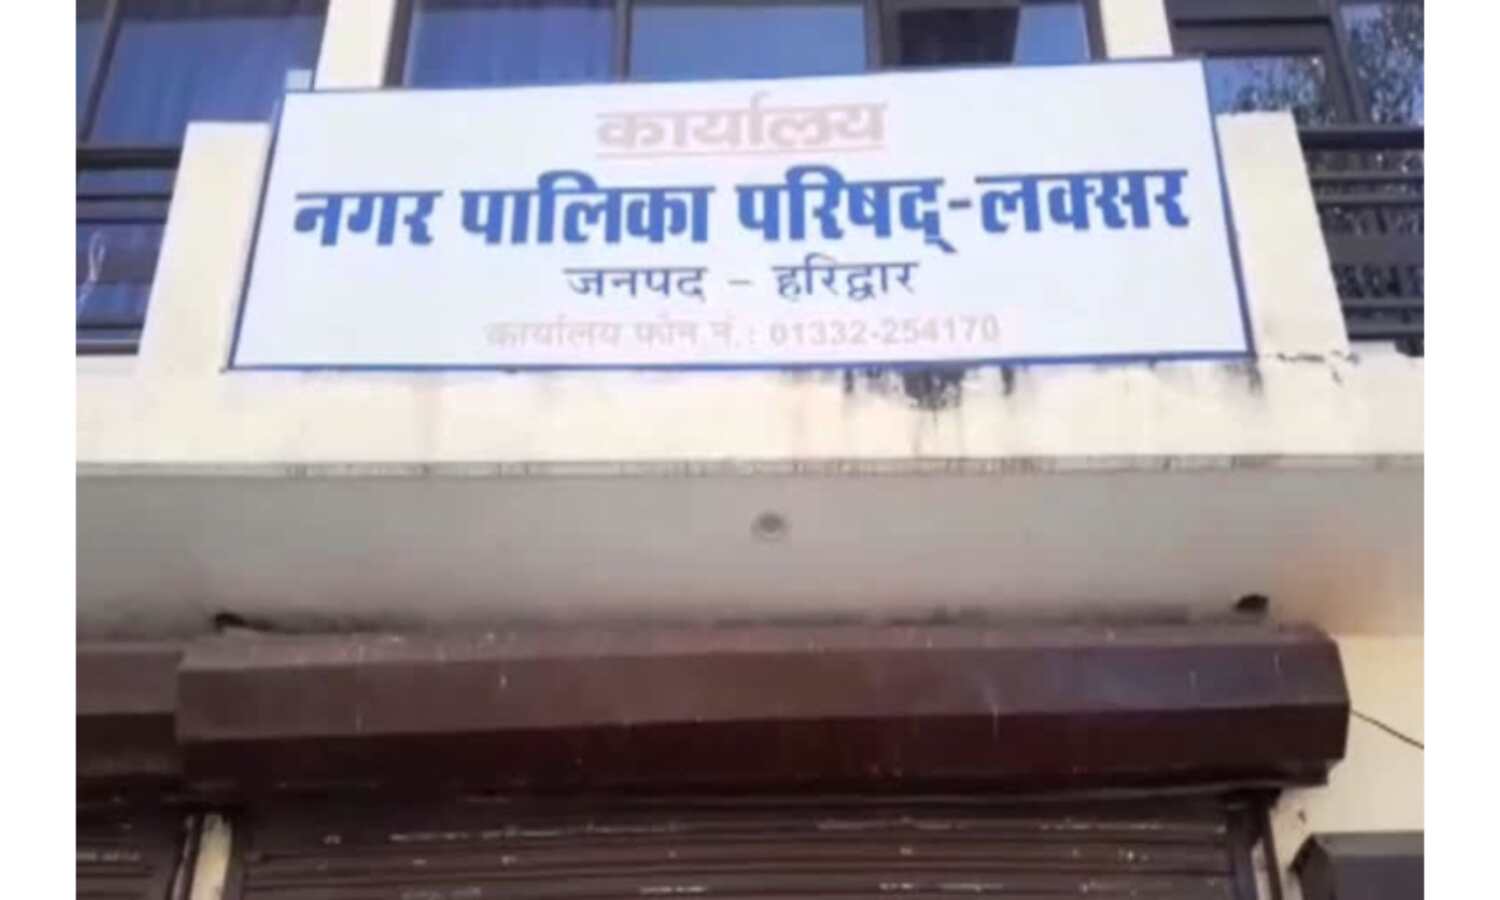 कार्यालय
नगर पालिका परिषद्-लक्सर
जनपद - हरिद्वार
कार्यालय फोन नं.: 01332-254170